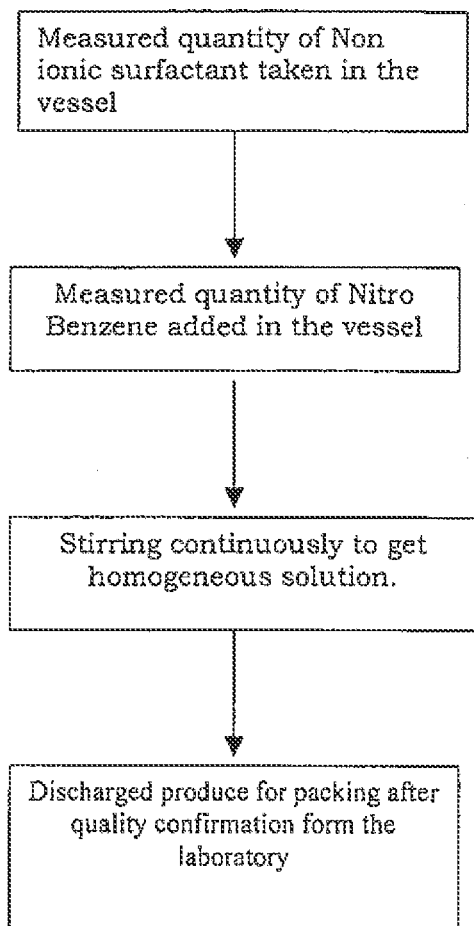 Measured quantity of Non
ionic surfactant taken in the
vessel
Measured quantity of Nitro
Benzene added in the vessel
Stirring continuously to get
homogeneous solution.
Discharged produce for packing after
quality confirmation form the
laboratory